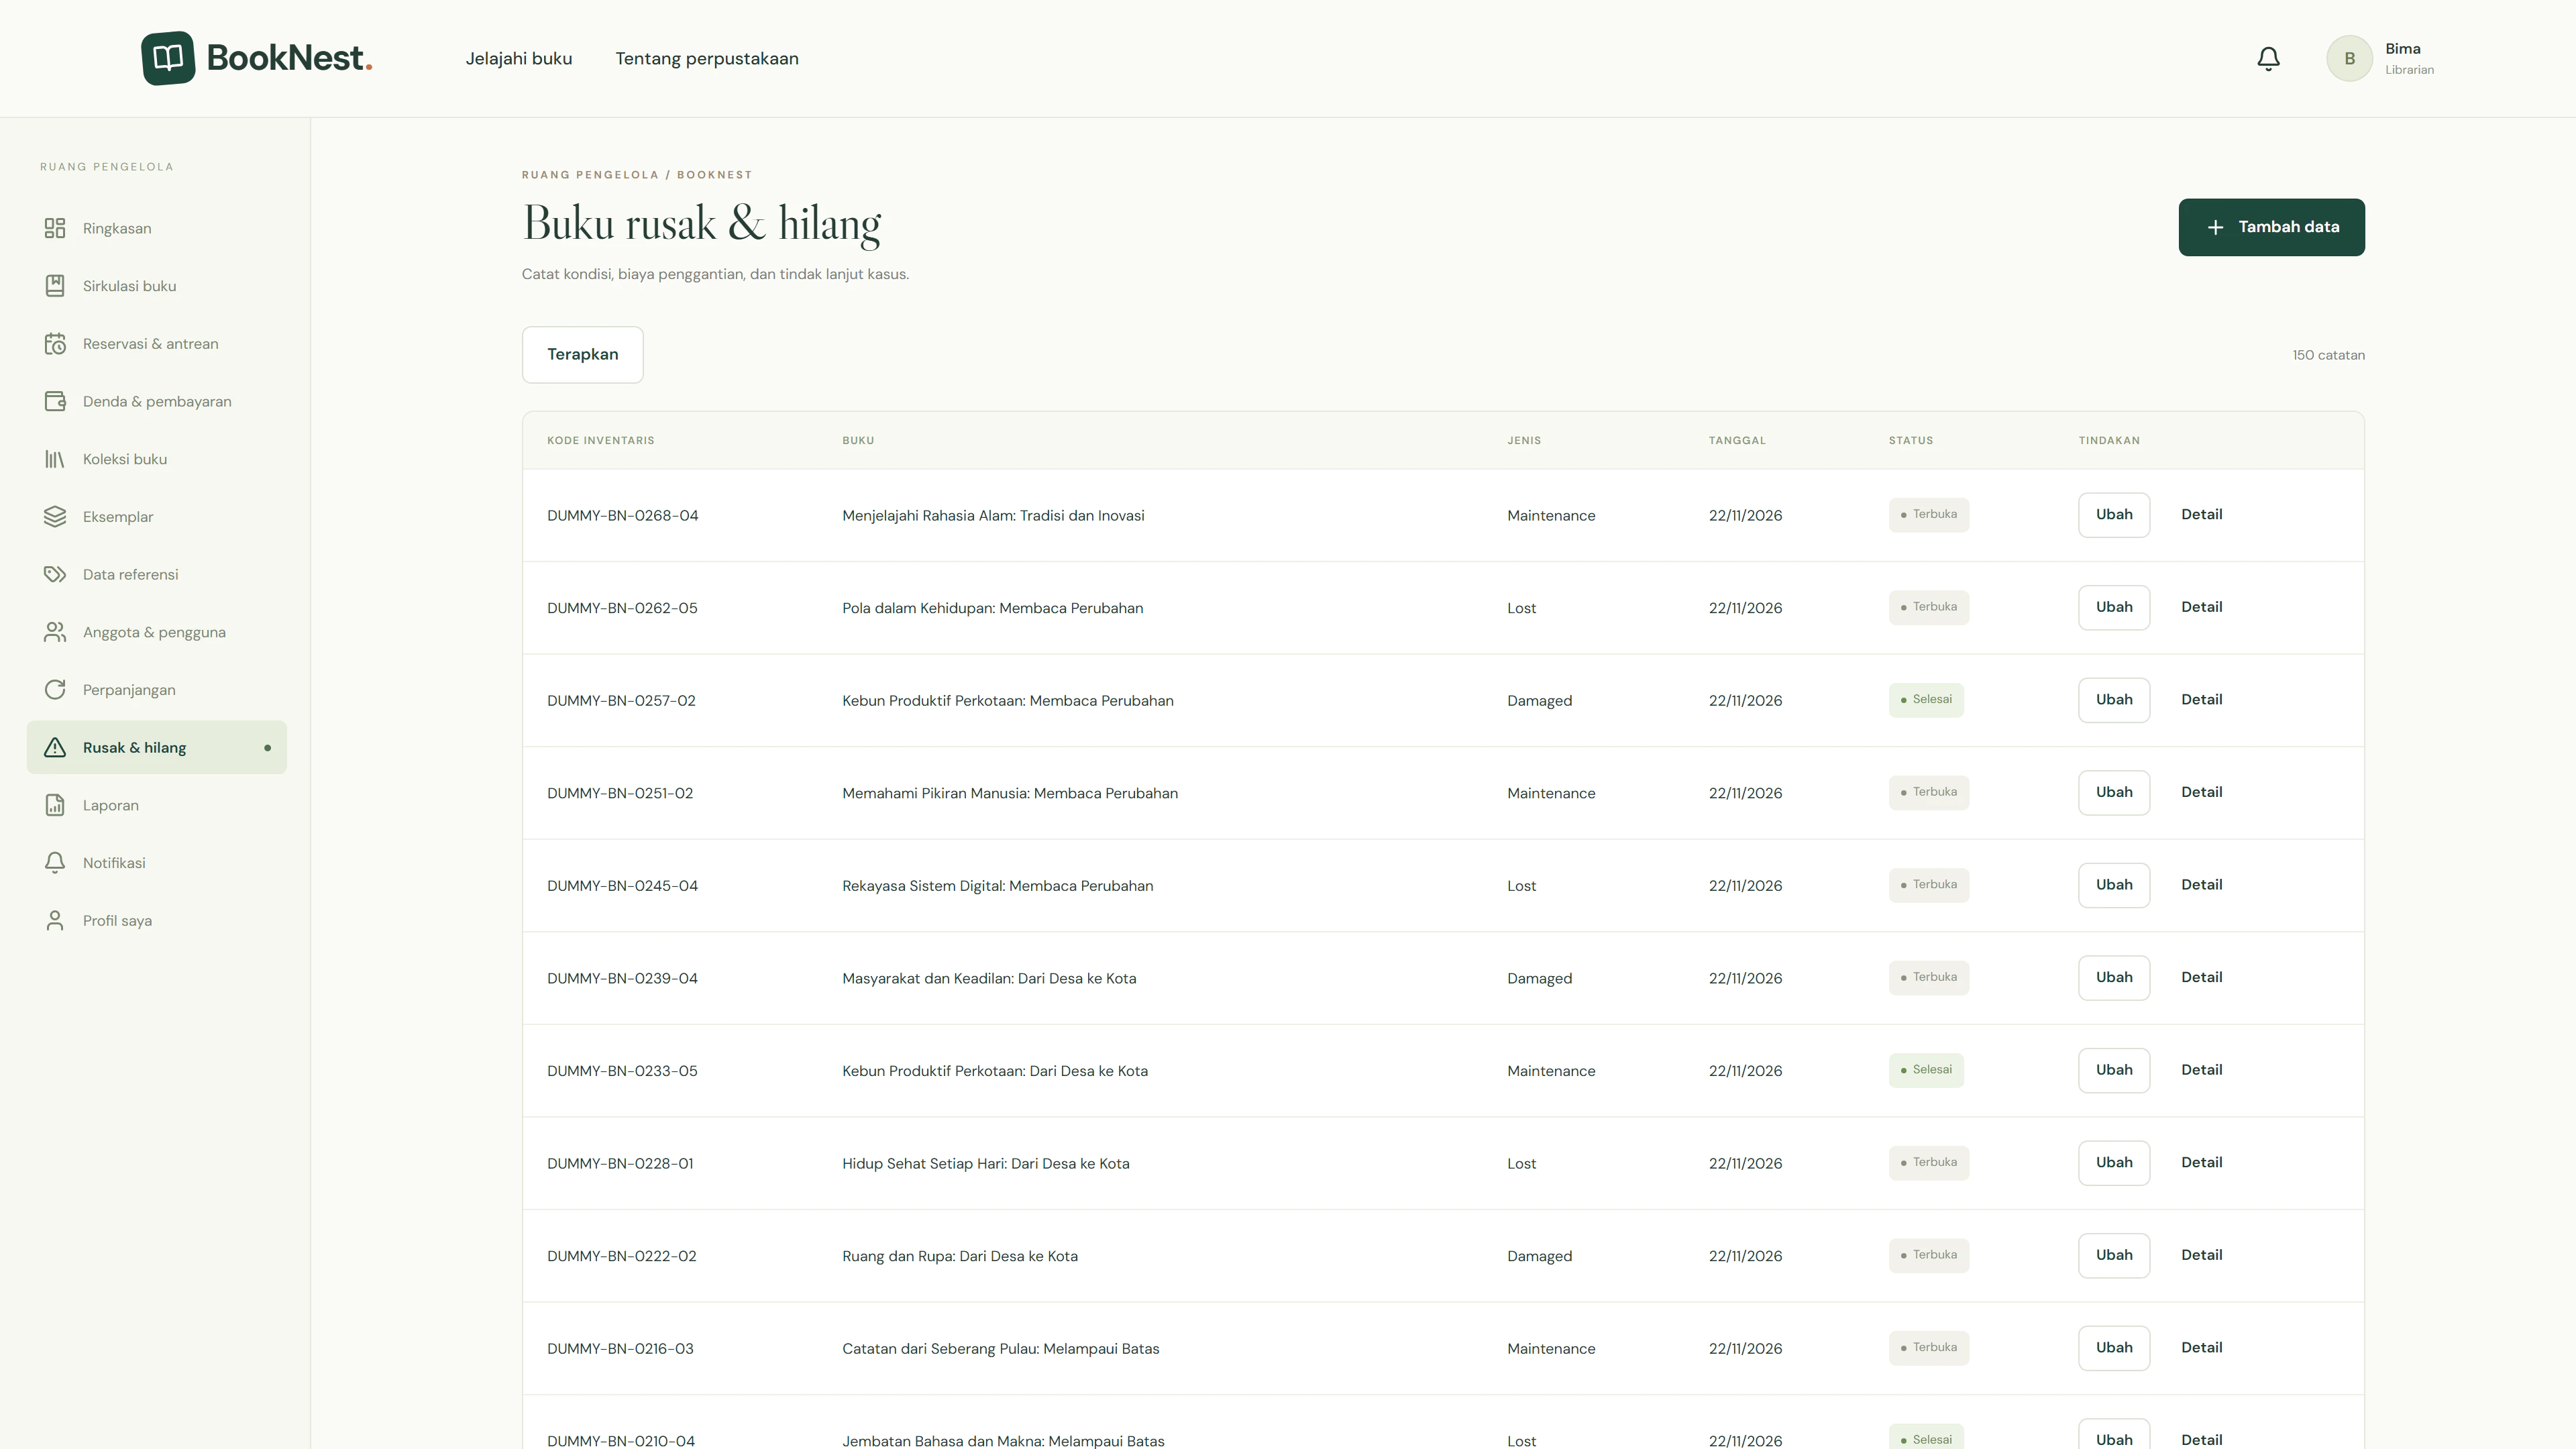 BookNest.
Jelajahi buku
Tentang perpustakaan
B
Bima
Librarian
RUANG PENGELOLA
Ringkasan
Sirkulasi buku
Reservasi & antrean
Denda & pembayaran
Koleksi buku
Eksemplar
Data referensi
Anggota & pengguna
Perpanjangan
Rusak & hilang
Laporan
Notifikasi
Profil saya
RUANG PENGELOLA / BOOKNEST
Buku rusak & hilang
Catat kondisi, biaya penggantian, dan tindak lanjut kasus.
Tambah data
Terapkan
150 catatan
KODE INVENTARIS BUKU JENIS TANGGAL STATUS TINDAKAN
DUMMY-BN-0268-04 Menjelajahi Rahasia Alam: Tradisi dan Inovasi Maintenance 22/11/2026 Terbuka Ubah Detail
DUMMY-BN-0262-05 Pola dalam Kehidupan: Membaca Perubahan Lost 22/11/2026 Terbuka Ubah Detail
DUMMY-BN-0257-02 Kebun Produktif Perkotaan: Membaca Perubahan Damaged 22/11/2026 Selesai Ubah Detail
DUMMY-BN-0251-02 Memahami Pikiran Manusia: Membaca Perubahan Maintenance 22/11/2026 Terbuka Ubah Detail
DUMMY-BN-0245-04 Rekayasa Sistem Digital: Membaca Perubahan Lost 22/11/2026 Terbuka Ubah Detail
DUMMY-BN-0239-04 Masyarakat dan Keadilan: Dari Desa ke Kota Damaged 22/11/2026 Terbuka Ubah Detail
DUMMY-BN-0233-05 Kebun Produktif Perkotaan: Dari Desa ke Kota Maintenance 22/11/2026 Selesai Ubah Detail
DUMMY-BN-0228-01 Hidup Sehat Setiap Hari: Dari Desa ke Kota Lost 22/11/2026 Terbuka Ubah Detail
DUMMY-BN-0222-02 Ruang dan Rupa: Dari Desa ke Kota Damaged 22/11/2026 Terbuka Ubah Detail
DUMMY-BN-0216-03 Catatan dari Seberang Pulau: Melampaui Batas Maintenance 22/11/2026 Terbuka Ubah Detail
DUMMY-BN-0210-04 Jembatan Bahasa dan Makna: Melampaui Batas Lost 22/11/2026 Selesai Ubah Detail